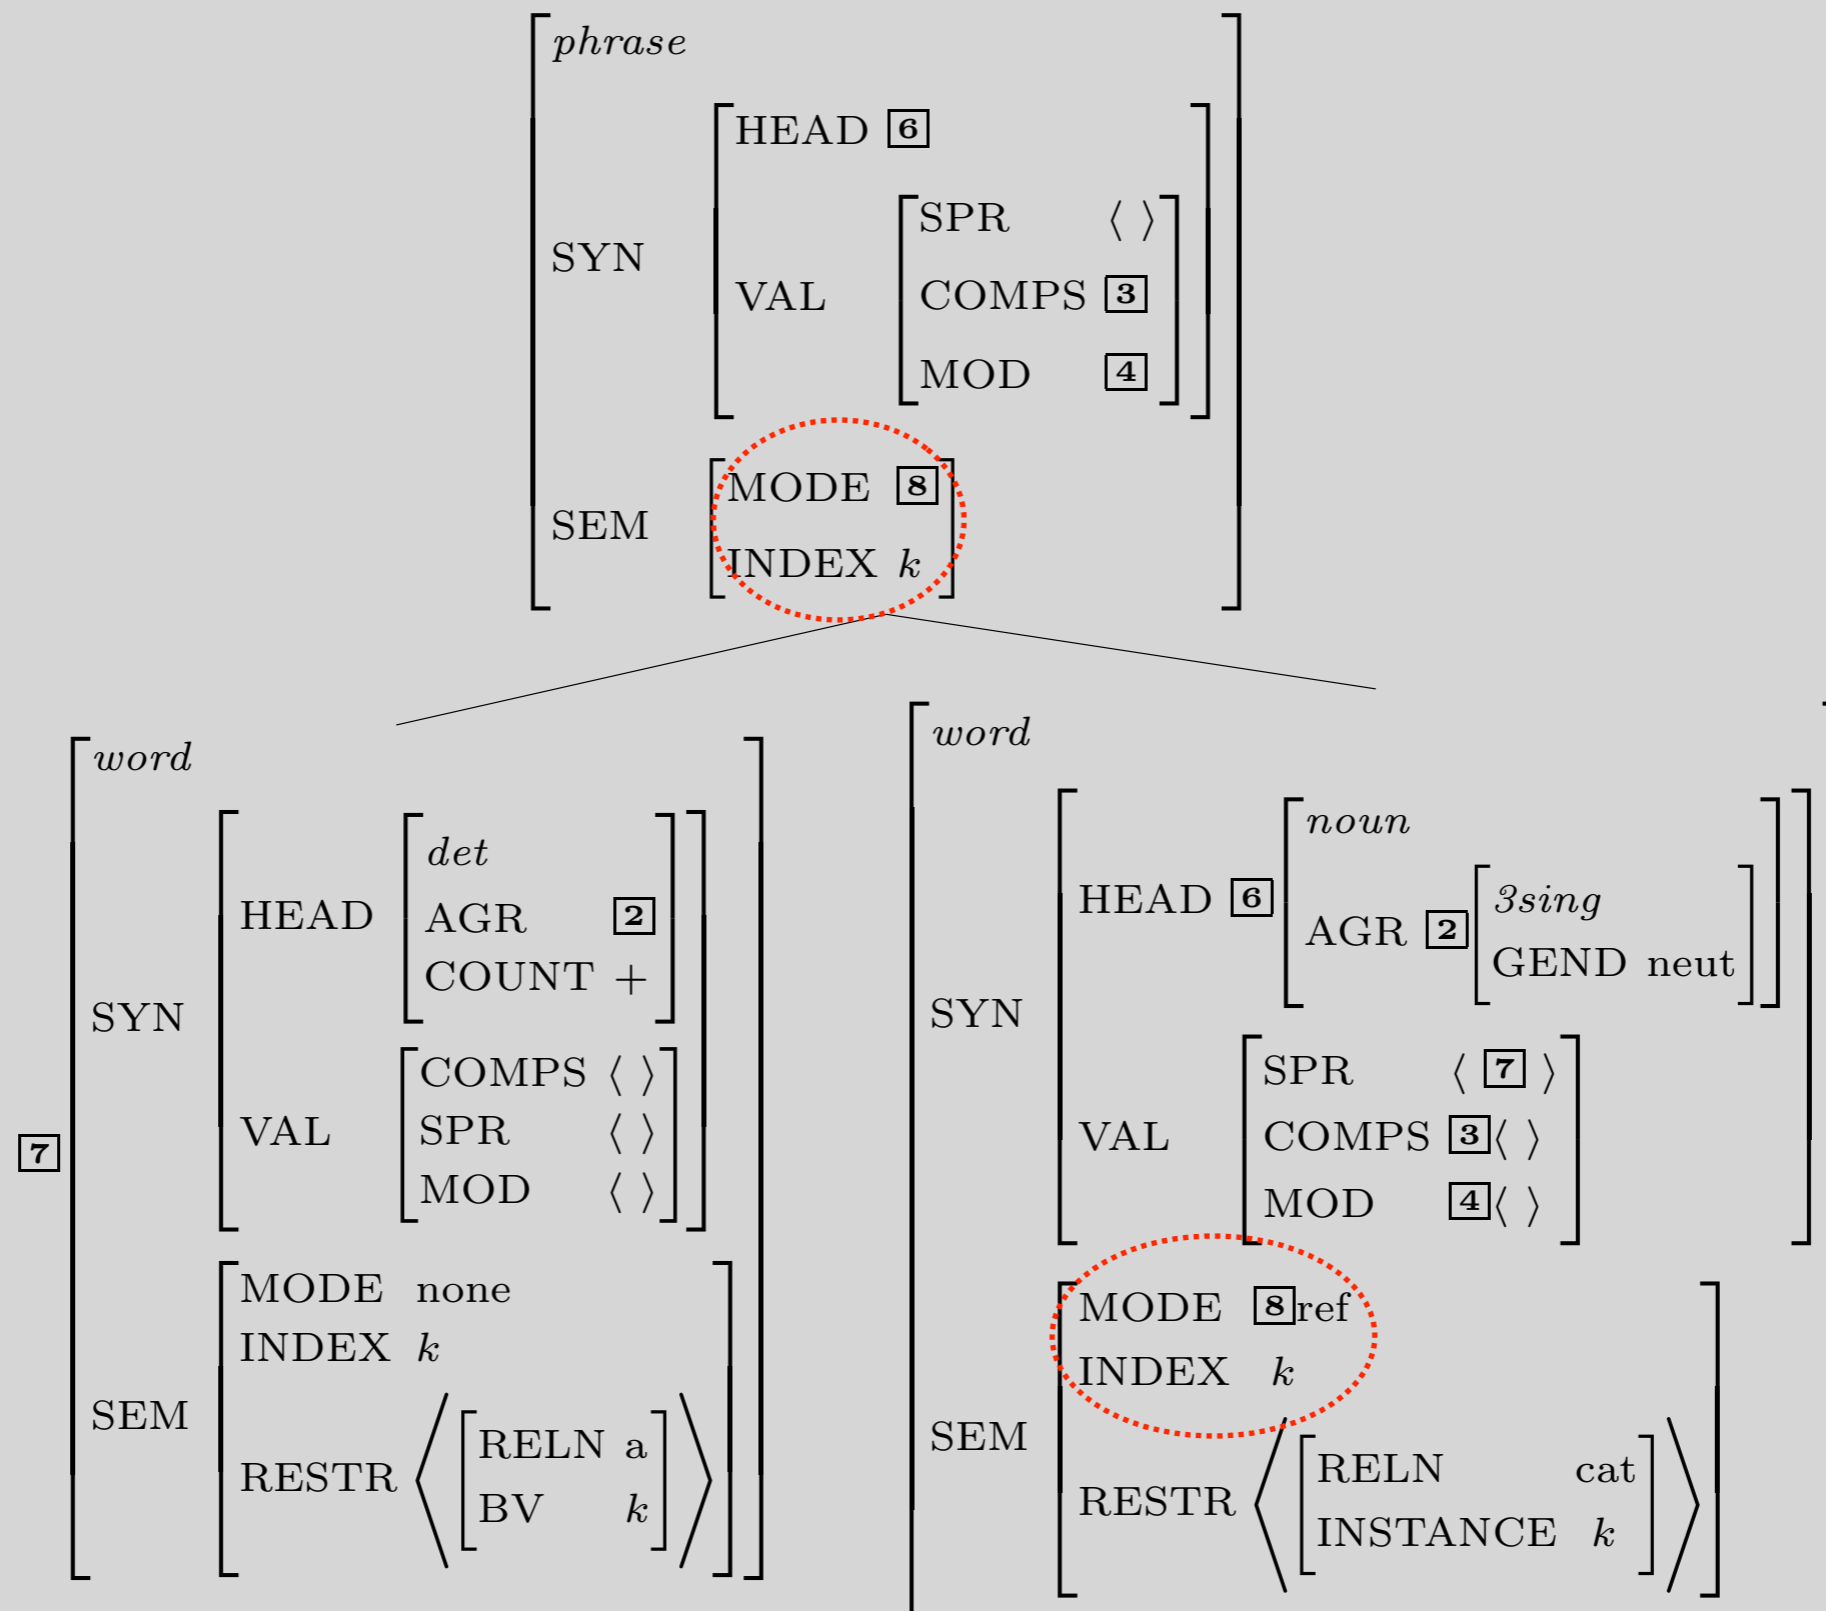 phrase
HEAD 6
SPR ⟨ ⟩
SYN
VAL
COMPS 3
MOD 4
MODE 8
SEM
INDEX k
7
word
det
HEAD
AGR 2
COUNT +
SYN
COMPS ⟨ ⟩
VAL
SPR ⟨ ⟩
MOD ⟨ ⟩
MODE none
INDEX k
SEM
RELN a
RESTR
BV k
word
noun
HEAD 6
3sing
AGR 2
GEND neut
SYN
SPR ⟨ 7 ⟩
VAL
COMPS 3⟨ ⟩
MOD 4⟨ ⟩
MODE 8ref
INDEX k
SEM
RELN cat
RESTR
INSTANCE k